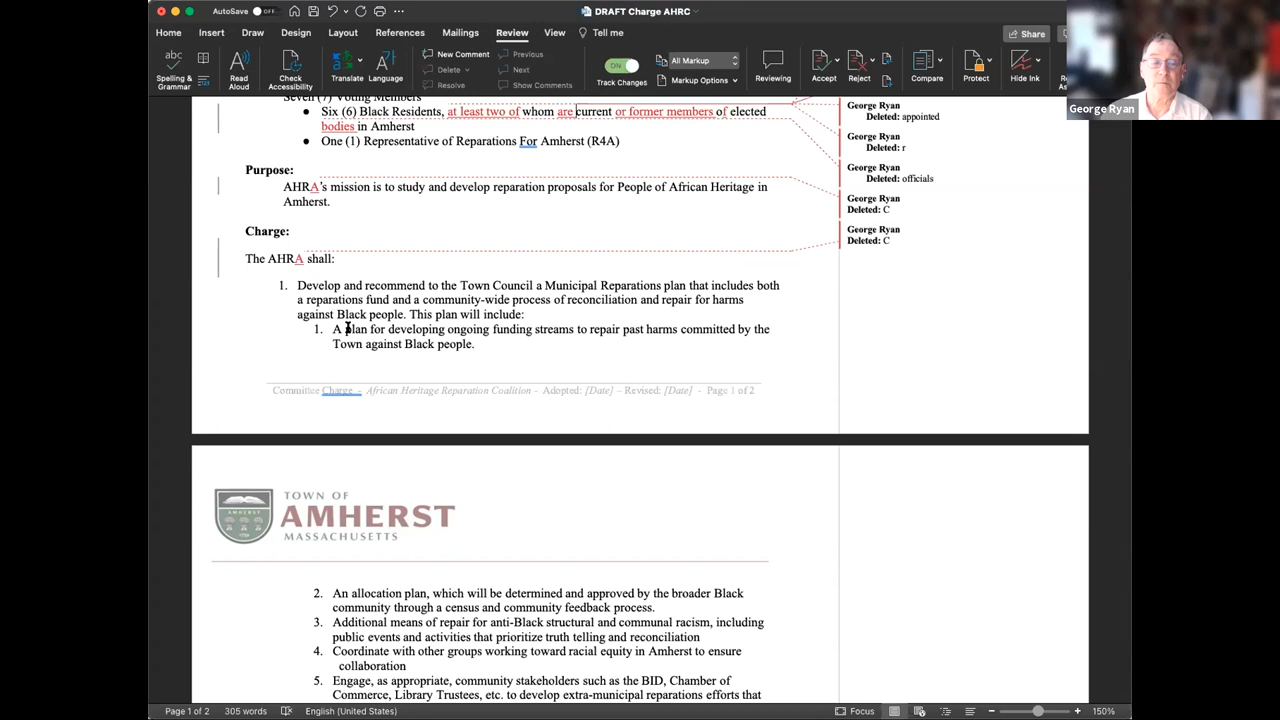 AutoSave OFF DRAFT Charge AHRC
Home Insert Draw Design Layout References Mailings Review View Tell me Share
Spelling & Grammar
Read Aloud
Check Accessibility
Translate Language
New Comment
Delete
Resolve
Previous
Next
Show Comments
ON
Track Changes
All Markup
Markup Options
Reviewing
Accept Reject
Compare
Protect
Hide Ink
George Ryan
Seven (7) Voting Members
● Six (6) Black Residents, at least two of whom are current or former members of elected
bodies in Amherst
● One (1) Representative of Reparations For Amherst (R4A)
Purpose:
AHRA's mission is to study and develop reparation proposals for People of African Heritage in
Amherst.
Charge:
The AHRA shall:
1. Develop and recommend to the Town Council a Municipal Reparations plan that includes both
a reparations fund and a community-wide process of reconciliation and repair for harms
against Black people. This plan will include:
1. A plan for developing ongoing funding streams to repair past harms committed by the
Town against Black people.
Committee Charge - African Heritage Reparation Coalition - Adopted: [Date] – Revised: [Date] - Page 1 of 2
George Ryan
Deleted: appointed
George Ryan
Deleted: r
George Ryan
Deleted: officials
George Ryan
Deleted: C
George Ryan
Deleted: C
TOWN OF
AMHERST
MASSACHUSETTS
2. An allocation plan, which will be determined and approved by the broader Black
community through a census and community feedback process.
3. Additional means of repair for anti-Black structural and communal racism, including
public events and activities that prioritize truth telling and reconciliation
4. Coordinate with other groups working toward racial equity in Amherst to ensure
collaboration
5. Engage, as appropriate, community stakeholders such as the BID, Chamber of
Commerce, Library Trustees, etc. to develop extra-municipal reparations efforts that
Page 1 of 2 305 words English (United States) Focus 150%